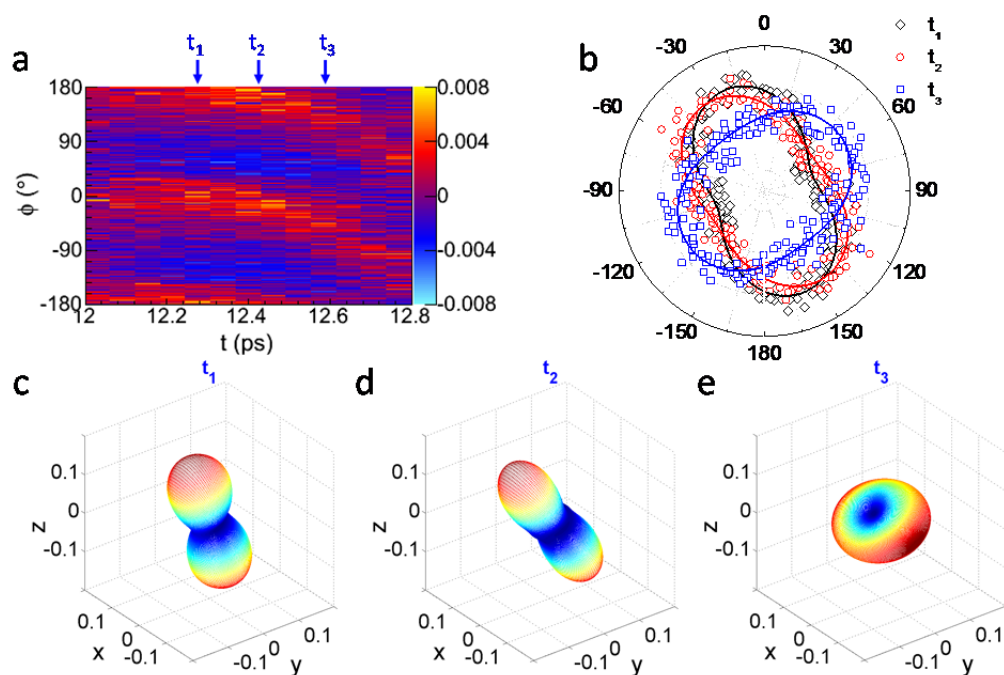 a
t₁ t₂ t₃
180
90
0
-90
-180
ϕ (°)
12 12.2 12.4 12.6 12.8
t (ps)
0.008
0.004
0
-0.004
-0.008
b
0
30
60
90
120
150
180
-150
-120
-90
-60
-30
t₁
t₂
t₃
c
t₁
0.1
0
-0.1
z
0.1
0
-0.1
x
-0.1
0
0.1
y
d
t₂
0.1
0
-0.1
z
0.1
0
-0.1
x
-0.1
0
0.1
y
e
t₃
0.1
0
-0.1
z
0.1
0
-0.1
x
-0.1
0
0.1
y